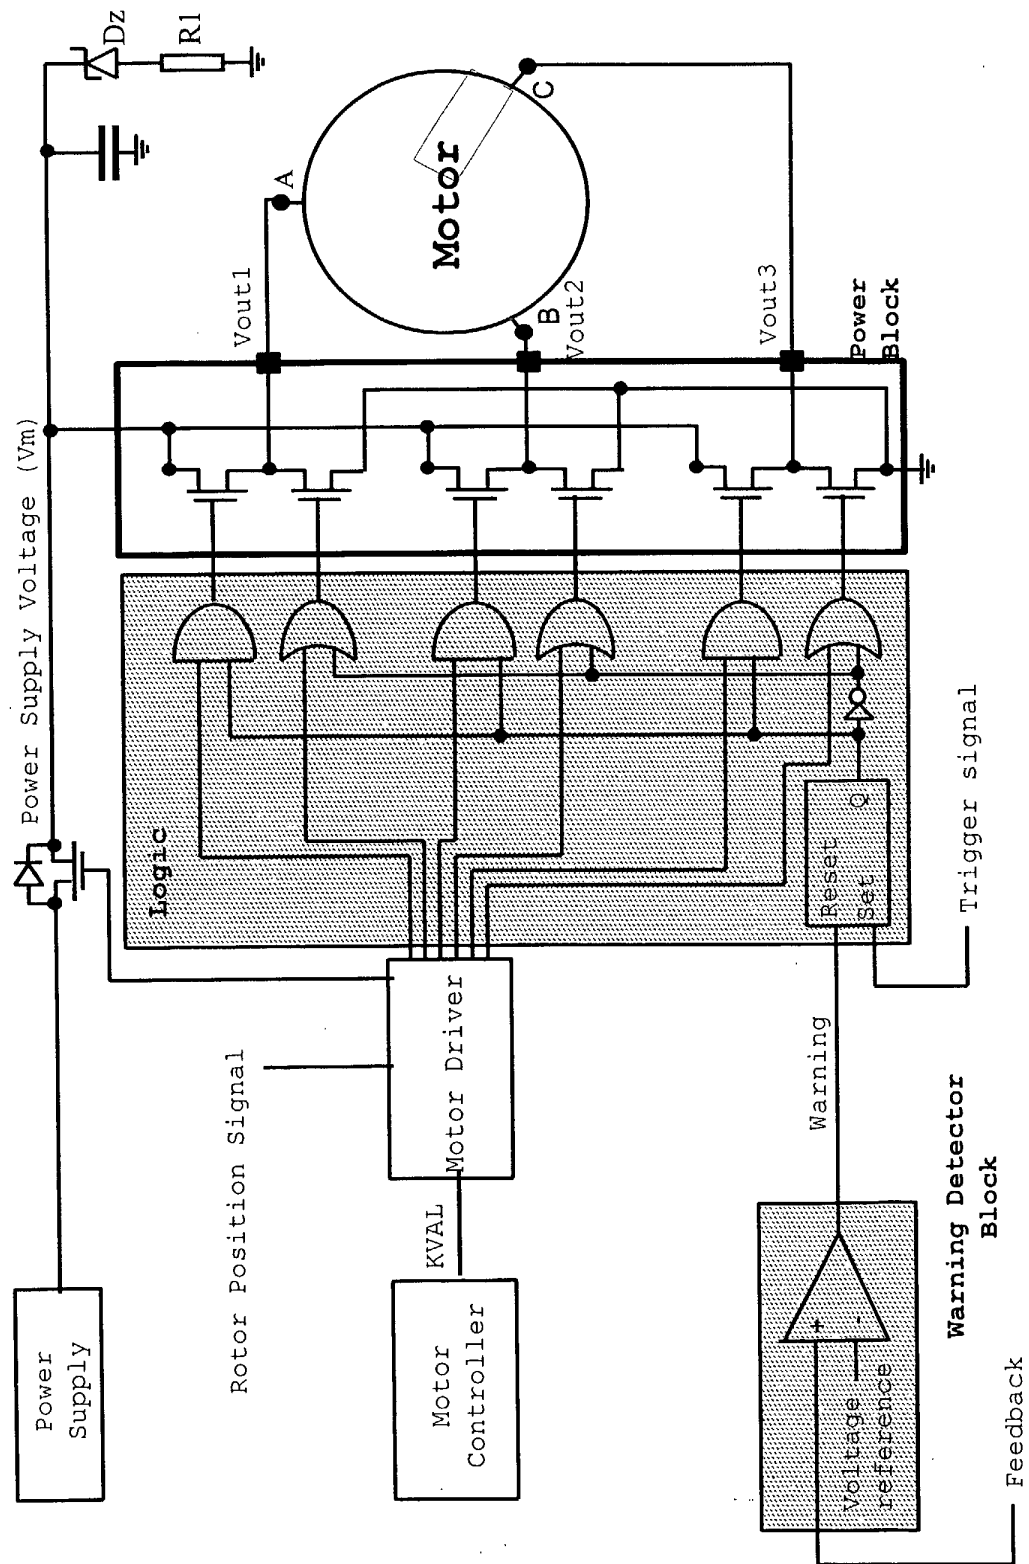 Power
Supply
Power Supply Voltage (Vm)
Dz
R1
Rotor Position Signal
Logic
Vout1
A
Motor
Motor
Controller
KVAL
Motor Driver
B
Vout2
C
Vout3
Power
Block
Reset
Set
Q
Warning
Trigger signal
+
-
Voltage
reference
Warning Detector
Block
Feedback